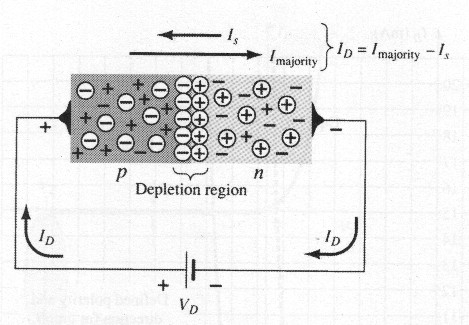 I_s
I_majority } I_D = I_majority − I_s
+ −
p n
Depletion region
I_D I_D
+ −
V_D